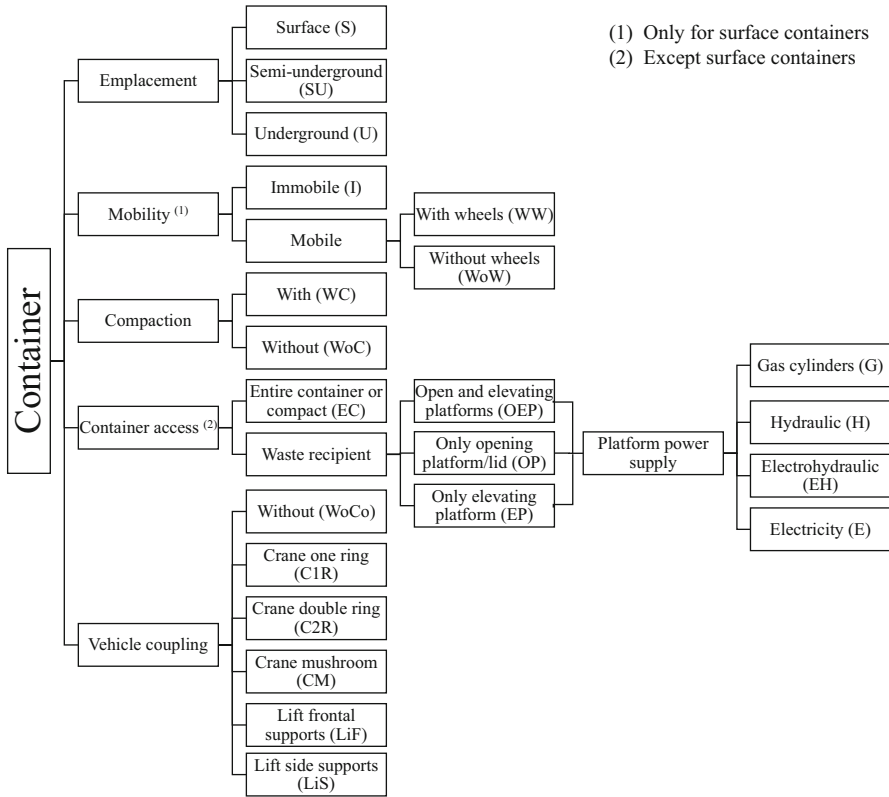 (1) Only for surface containers
(2) Except surface containers
Container
Emplacement
Surface (S)
Semi-underground
(SU)
Underground (U)
Mobility (1)
Immobile (I)
Mobile
With wheels (WW)
Without wheels
(WoW)
Compaction
With (WC)
Without (WoC)
Container access (2)
Entire container or
compact (EC)
Waste recipient
Open and elevating
platforms (OEP)
Only opening
platform/lid (OP)
Only elevating
platform (EP)
Platform power
supply
Gas cylinders (G)
Hydraulic (H)
Electrohydraulic
(EH)
Electricity (E)
Vehicle coupling
Without (WoCo)
Crane one ring
(C1R)
Crane double ring
(C2R)
Crane mushroom
(CM)
Lift frontal
supports (LiF)
Lift side supports
(LiS)